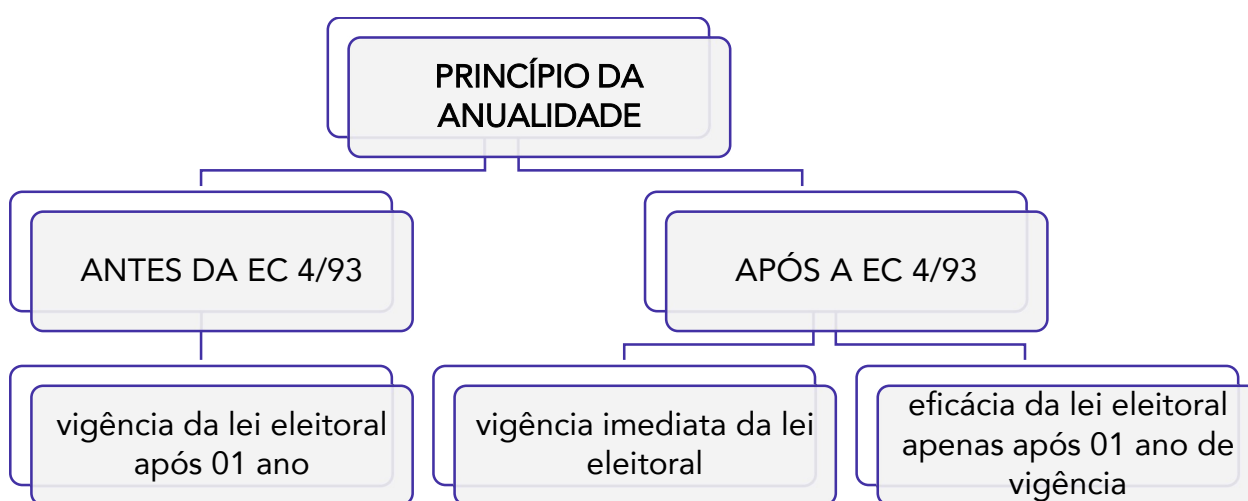 PRINCÍPIO DA
ANUALIDADE
ANTES DA EC 4/93
APÓS A EC 4/93
vigência da lei eleitoral
após 01 ano
vigência imediata da lei
eleitoral
eficácia da lei eleitoral
apenas após 01 ano de
vigência